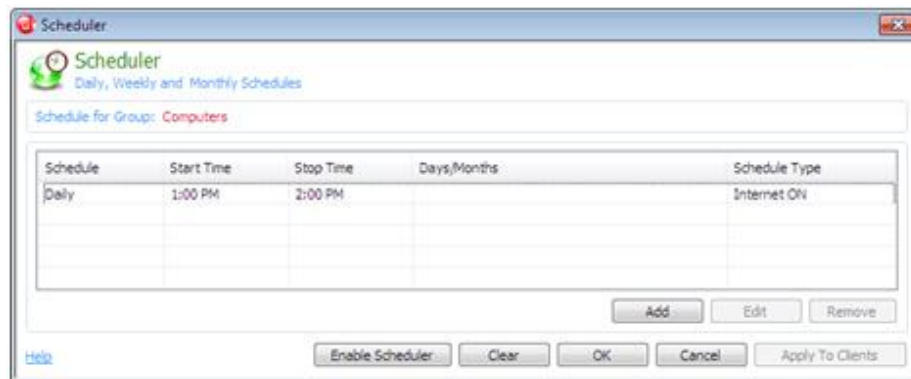 Scheduler
Scheduler
Daily, Weekly and Monthly Schedules
Schedule for Group: Computers
Schedule Start Time Stop Time Days/Months Schedule Type
Daily 1:00 PM 2:00 PM Internet ON
Add Edit Remove
Help Enable Scheduler Clear OK Cancel Apply To Clients